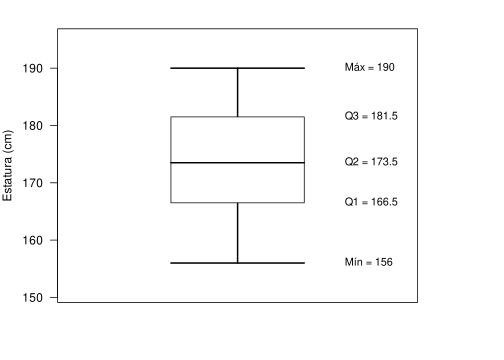 Estatura (cm)
190
180
170
160
150
Máx = 190
Q3 = 181.5
Q2 = 173.5
Q1 = 166.5
Mín = 156